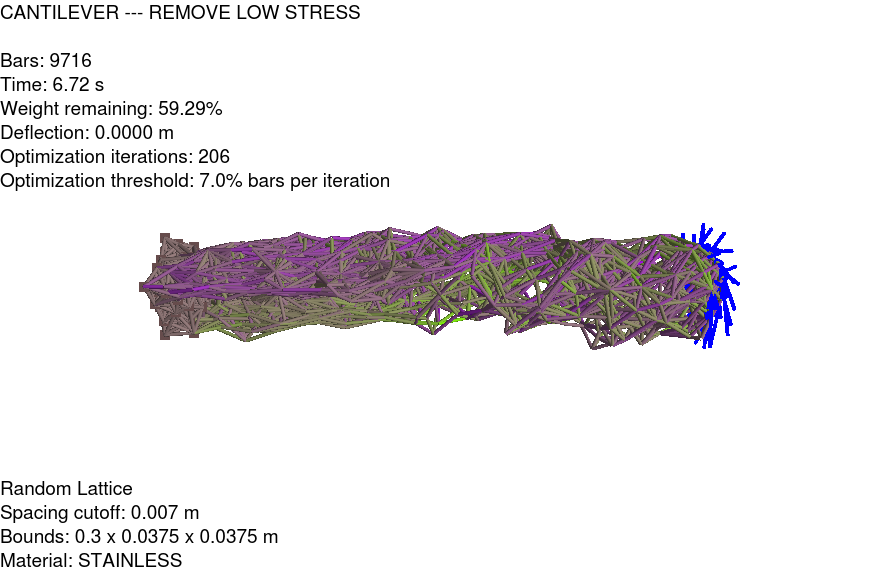 CANTILEVER --- REMOVE LOW STRESS
Bars: 9716
Time: 6.72 s
Weight remaining: 59.29%
Deflection: 0.0000 m
Optimization iterations: 206
Optimization threshold: 7.0% bars per iteration
Random Lattice
Spacing cutoff: 0.007 m
Bounds: 0.3 x 0.0375 x 0.0375 m
Material: STAINLESS